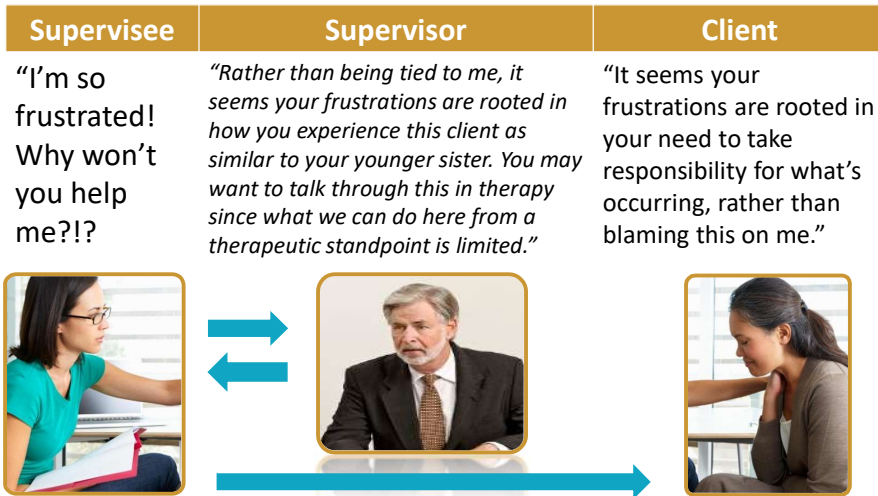 Supervisee
Supervisor
Client
“I’m so
frustrated!
Why won’t
you help
me?!?
“Rather than being tied to me, it
seems your frustrations are rooted in
how you experience this client as
similar to your younger sister. You may
want to talk through this in therapy
since what we can do here from a
therapeutic standpoint is limited.”
“It seems your
frustrations are rooted in
your need to take
responsibility for what’s
occurring, rather than
blaming this on me.”